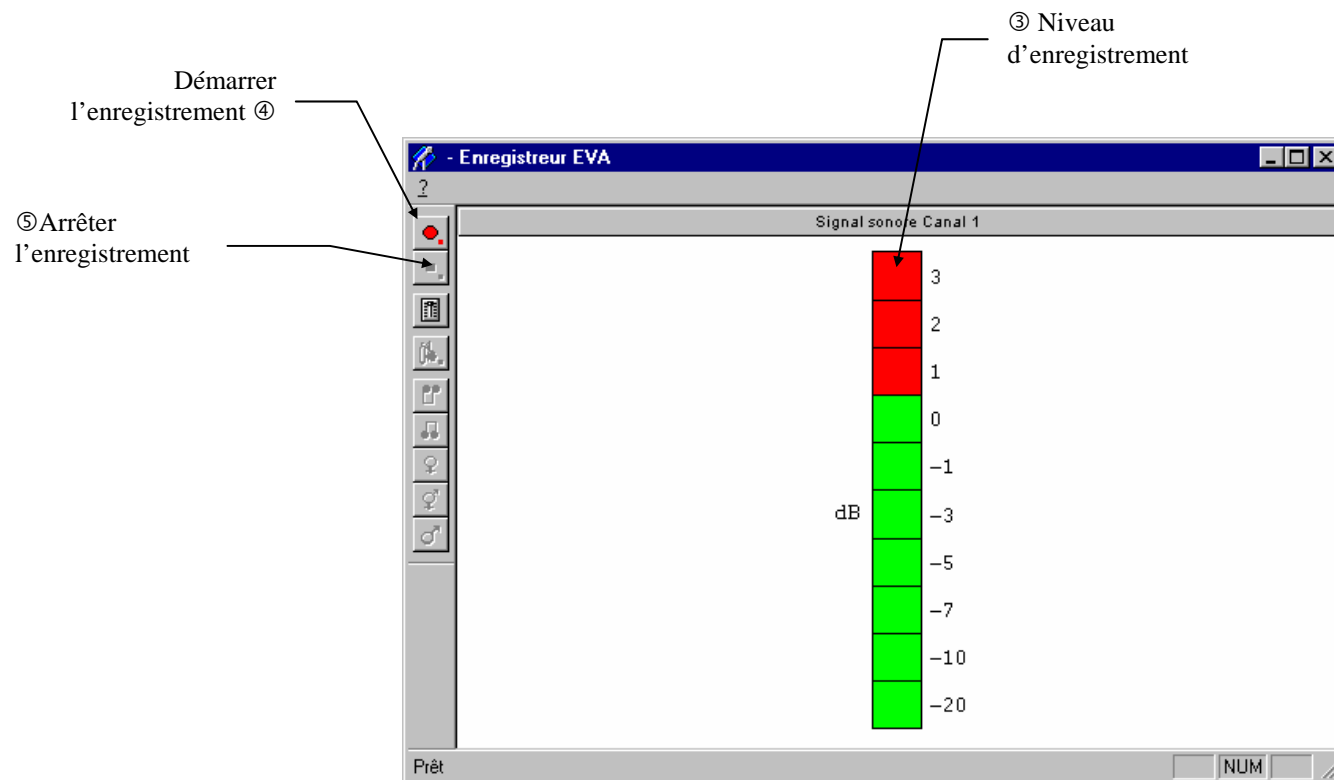 ③ Niveau
d’enregistrement
Démarrer
l’enregistrement ④
⑤Arrêter
l’enregistrement
- Enregistreur EVA
?
Signal sonore Canal 1
3
2
1
0
−1
dB
−3
−5
−7
−10
−20
Prêt
NUM